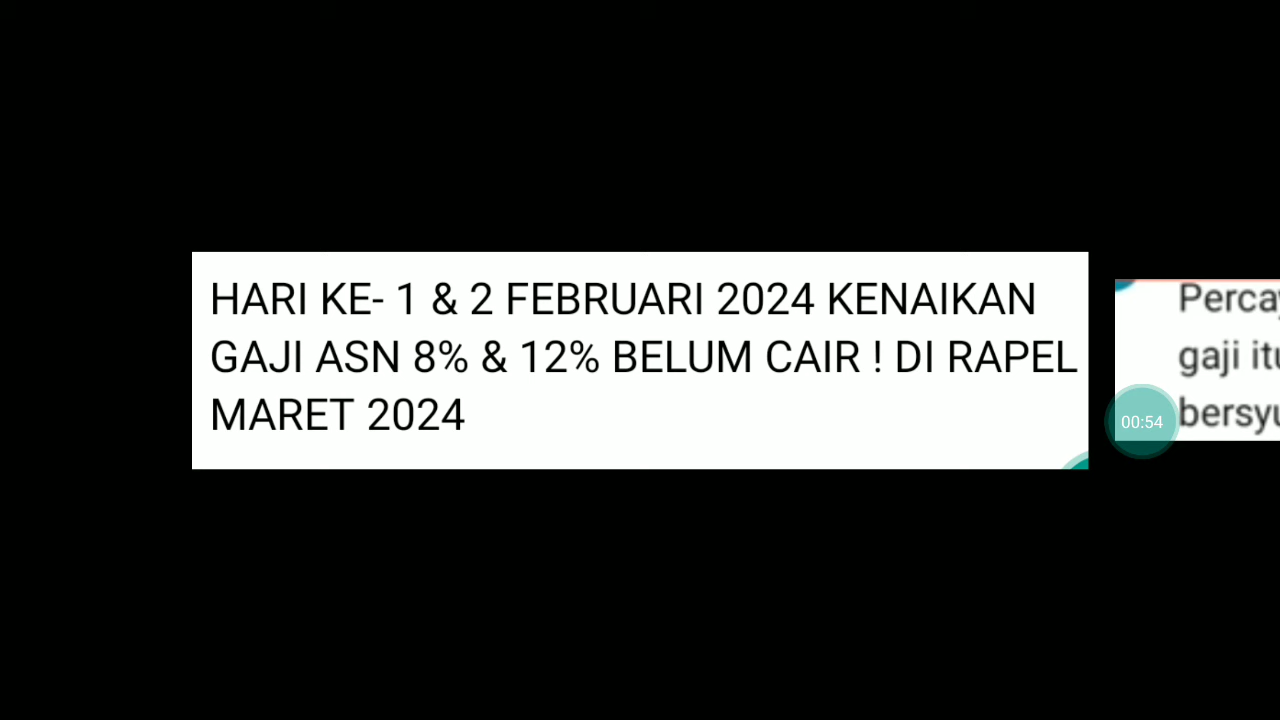 HARI KE- 1 & 2 FEBRUARI 2024 KENAIKAN
GAJI ASN 8% & 12% BELUM CAIR ! DI RAPEL
MARET 2024
gaji
00:54